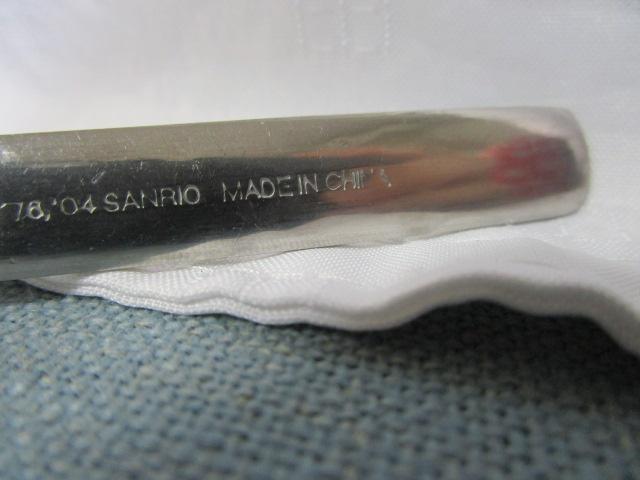 '76, '04 SANRIO MADE IN CHINA